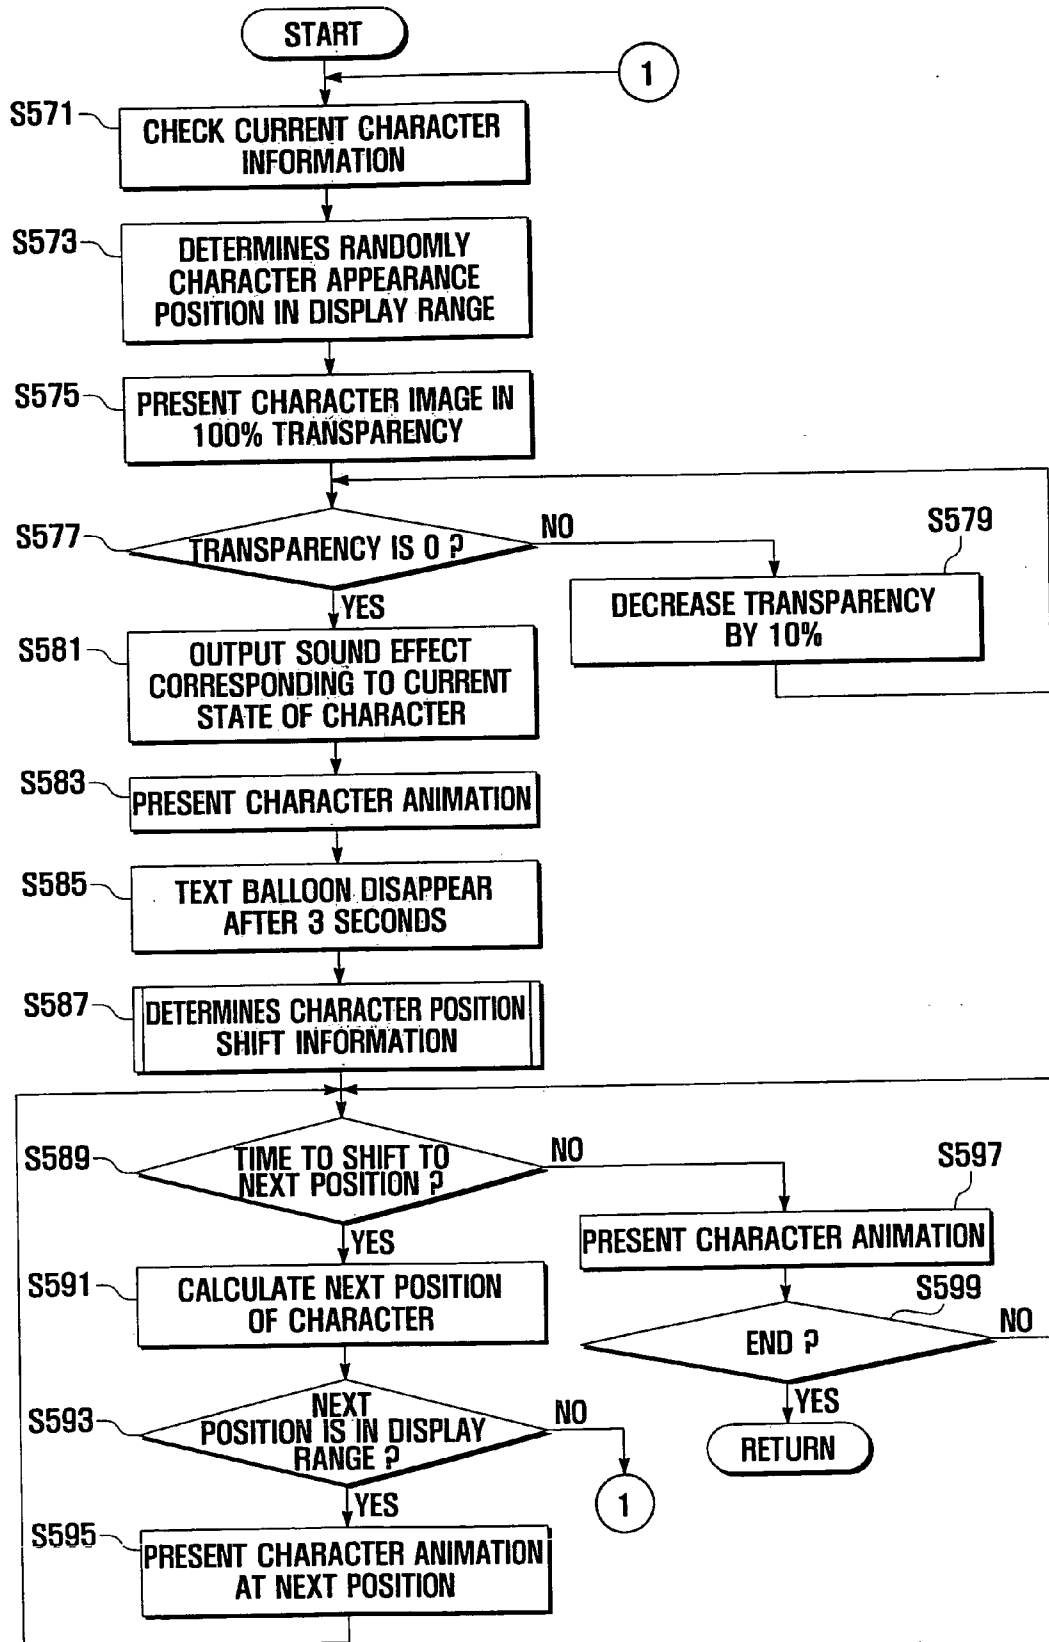 START
1
S571
CHECK CURRENT CHARACTER
INFORMATION
S573
DETERMINES RANDOMLY
CHARACTER APPEARANCE
POSITION IN DISPLAY RANGE
S575
PRESENT CHARACTER IMAGE IN
100% TRANSPARENCY
S577
TRANSPARENCY IS 0 ?
NO
S579
DECREASE TRANSPARENCY
BY 10%
YES
S581
OUTPUT SOUND EFFECT
CORRESPONDING TO CURRENT
STATE OF CHARACTER
S583
PRESENT CHARACTER ANIMATION
S585
TEXT BALLOON DISAPPEAR
AFTER 3 SECONDS
S587
DETERMINES CHARACTER POSITION
SHIFT INFORMATION
S589
TIME TO SHIFT TO
NEXT POSITION ?
NO
S597
PRESENT CHARACTER ANIMATION
YES
S591
CALCULATE NEXT POSITION
OF CHARACTER
S599
END ?
NO
YES
RETURN
S593
NEXT
POSITION IS IN DISPLAY
RANGE ?
NO
1
YES
S595
PRESENT CHARACTER ANIMATION
AT NEXT POSITION